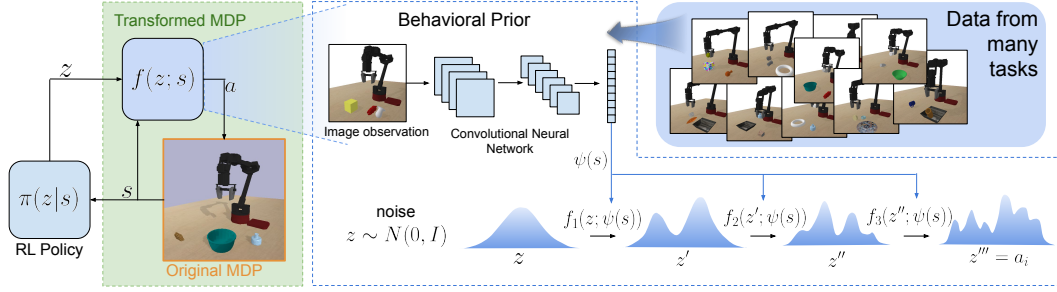 Transformed MDP
z
f(z; s)
a
s
π(z|s)
RL Policy
Original MDP
Behavioral Prior
Image observation
Convolutional Neural
Network
ψ(s)
Data from
many
tasks
noise
z ∼ N(0, I)
f₁(z; ψ(s))
f₂(z′; ψ(s))
f₃(z′′; ψ(s))
z
z′
z′′
z′′′ = aᵢ